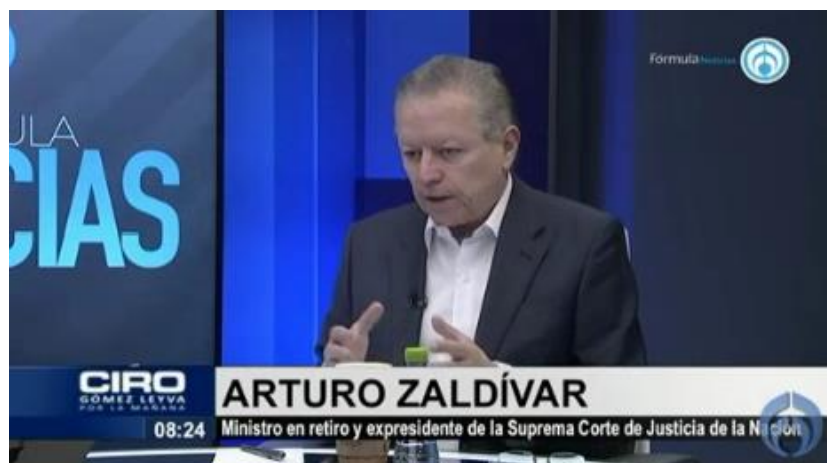 Fórmula Noticias
ULA
CIAS
CIRO
GÓMEZ LEYVA
POR LA MAÑANA
ARTURO ZALDÍVAR
08:24
Ministro en retiro y expresidente de la Suprema Corte de Justicia de la Nación